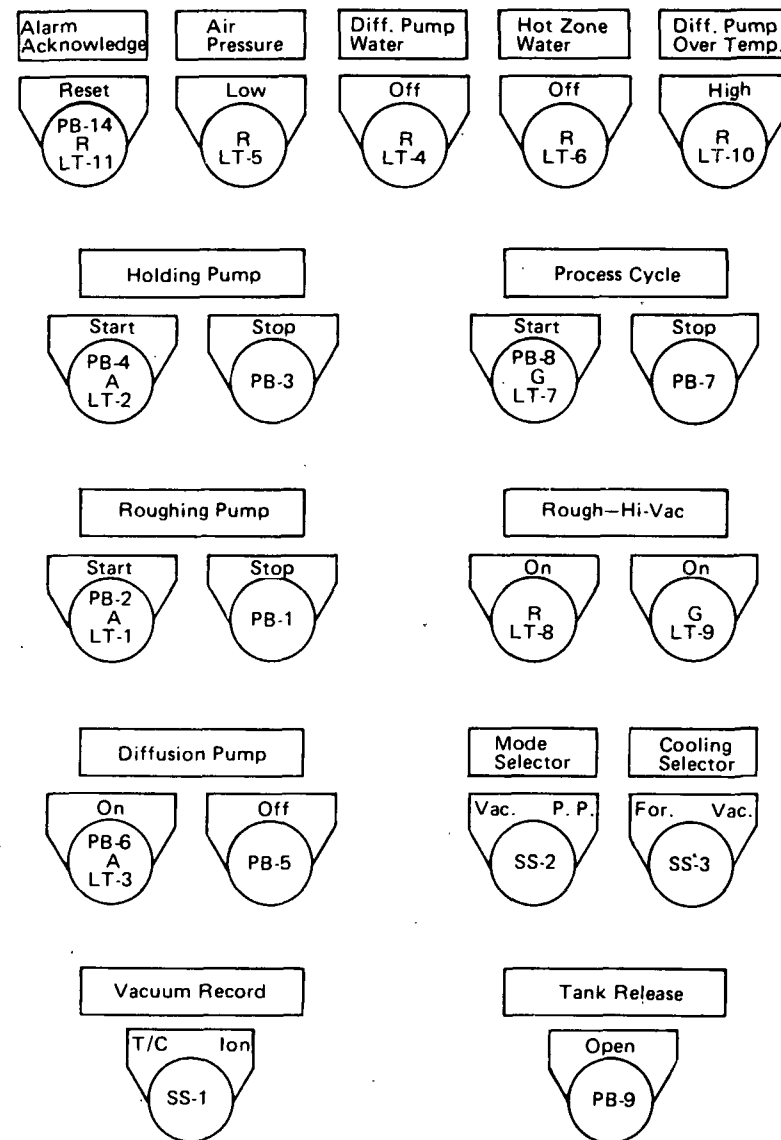 Alarm
Acknowledge
Air
Pressure
Diff. Pump
Water
Hot Zone
Water
Diff. Pump
Over Temp.
Reset
PB-14
R
LT-11
Low
R
LT-5
Off
R
LT-4
Off
R
LT-6
High
R
LT-10
Holding Pump
Start
PB-4
A
LT-2
Stop
PB-3
Process Cycle
Start
PB-8
G
LT-7
Stop
PB-7
Roughing Pump
Start
PB-2
A
LT-1
Stop
PB-1
Rough—Hi-Vac
On
R
LT-8
On
G
LT-9
Diffusion Pump
On
PB-6
A
LT-3
Off
PB-5
Mode
Selector
Vac. P. P.
SS-2
Cooling
Selector
For. Vac.
SS-3
Vacuum Record
T/C Ion
SS-1
Tank Release
Open
PB-9